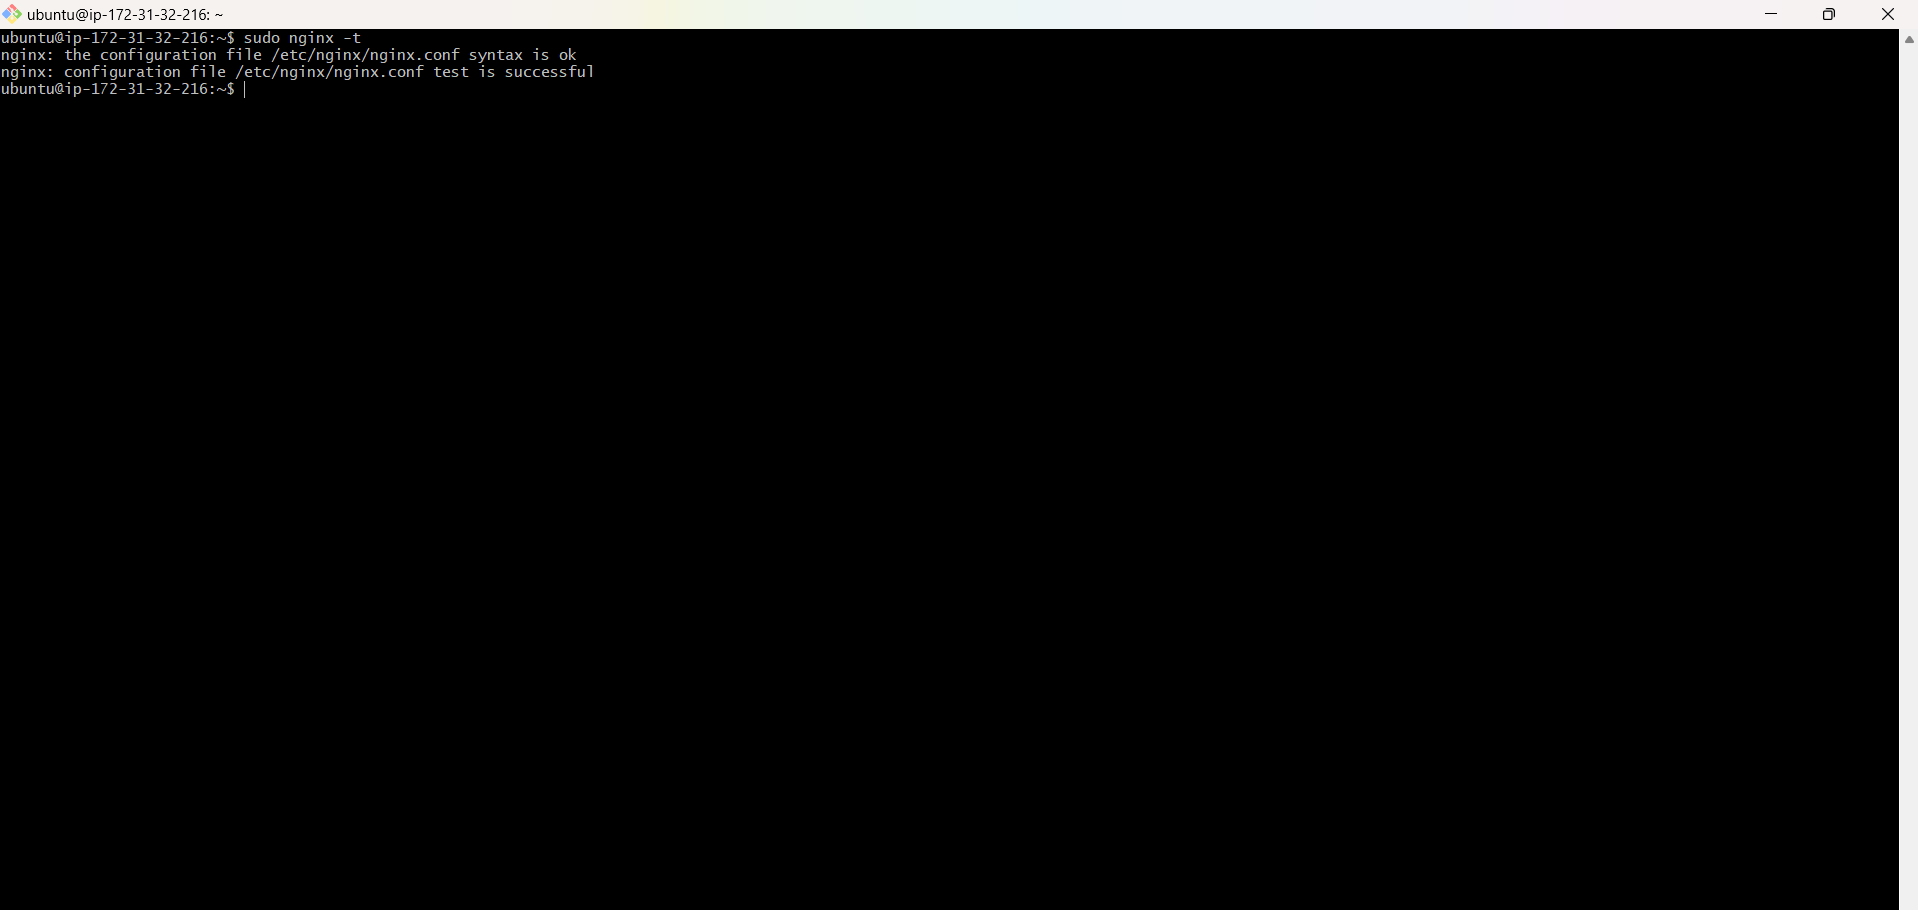 ubuntu@ip-172-31-32-216: ~
ubuntu@ip-172-31-32-216:~$ sudo nginx -t
nginx: the configuration file /etc/nginx/nginx.conf syntax is ok
nginx: configuration file /etc/nginx/nginx.conf test is successful
ubuntu@ip-172-31-32-216:~$